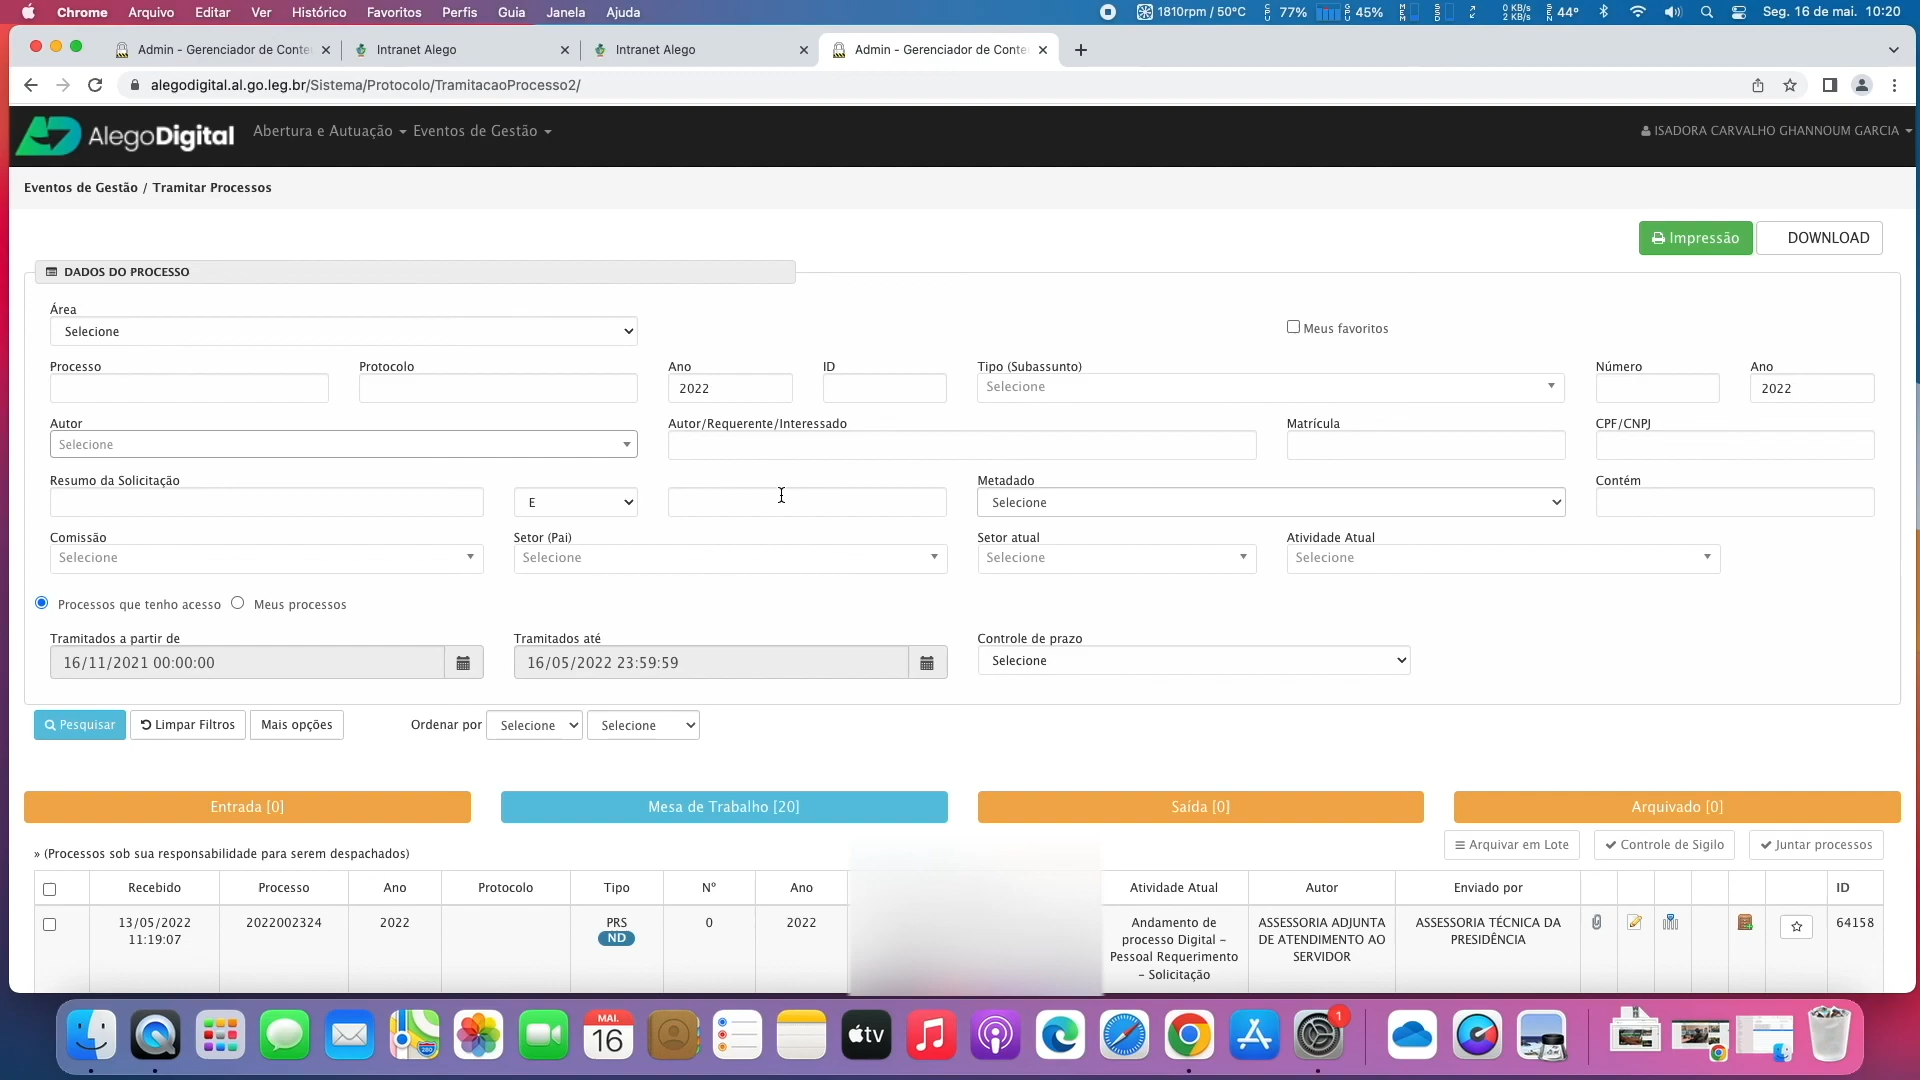 Chrome Arquivo Editar Ver Histórico Favoritos Perfis Guia Janela Ajuda 1810rpm / 50°C 77% 45% 0 KB/s 2 KB/s 44° Seg. 16 de mai. 10:20
Admin - Gerenciador de Conte Intranet Alego Intranet Alego Admin - Gerenciador de Conte
alegodigital.al.go.leg.br/Sistema/Protocolo/TramitacaoProcesso2/
AlegoDigital Abertura e Autuação Eventos de Gestão ISADORA CARVALHO GHANNOUM GARCIA
Eventos de Gestão / Tramitar Processos
Impressão DOWNLOAD
DADOS DO PROCESSO
Área
Selecione
Meus favoritos
Processo Protocolo Ano ID Tipo (Subassunto) Número Ano
2022 Selecione 2022
Autor Autor/Requerente/Interessado Matrícula CPF/CNPJ
Selecione
Resumo da Solicitação Metadado Contém
E Selecione
Comissão Setor (Pai) Setor atual Atividade Atual
Selecione Selecione Selecione Selecione
Processos que tenho acesso Meus processos
Tramitados a partir de Tramitados até Controle de prazo
16/11/2021 00:00:00 16/05/2022 23:59:59 Selecione
Pesquisar Limpar Filtros Mais opções Ordenar por Selecione Selecione
Entrada [0] Mesa de Trabalho [20] Saída [0] Arquivado [0]
Arquivar em Lote Controle de Sigilo Juntar processos
» (Processos sob sua responsabilidade para serem despachados)
Recebido Processo Ano Protocolo Tipo Nº Ano Atividade Atual Autor Enviado por ID
13/05/2022 2022002324 2022 PRS 0 2022 Andamento de ASSESSORIA ADJUNTA ASSESSORIA TÉCNICA DA 64158
11:19:07 ND processo Digital – DE ATENDIMENTO AO PRESIDÊNCIA
Pessoal Requerimento SERVIDOR
– Solicitação
MAI.
16
tv
280
1